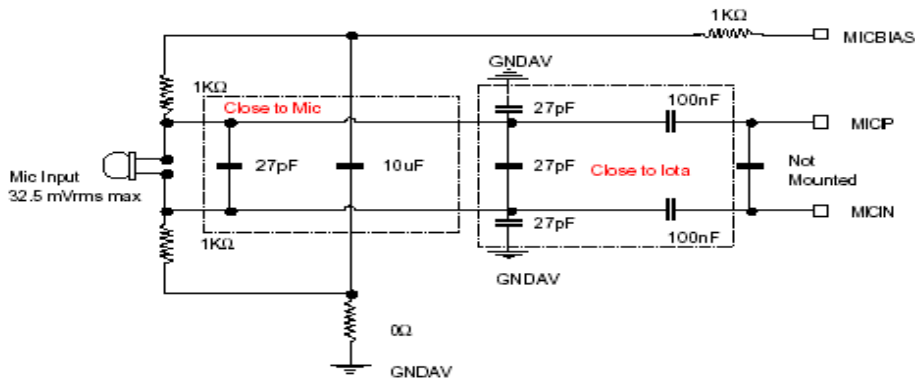 1KΩ
MICBIAS
GNDAV
1KΩ
Close to Mic
27pF
100nF
MICIP
Mic Input
32.5 mVrms max
27pF
10uF
27pF
Close to Iota
Not
Mounted
1KΩ
27pF
100nF
MICIN
GNDAV
0Ω
GNDAV